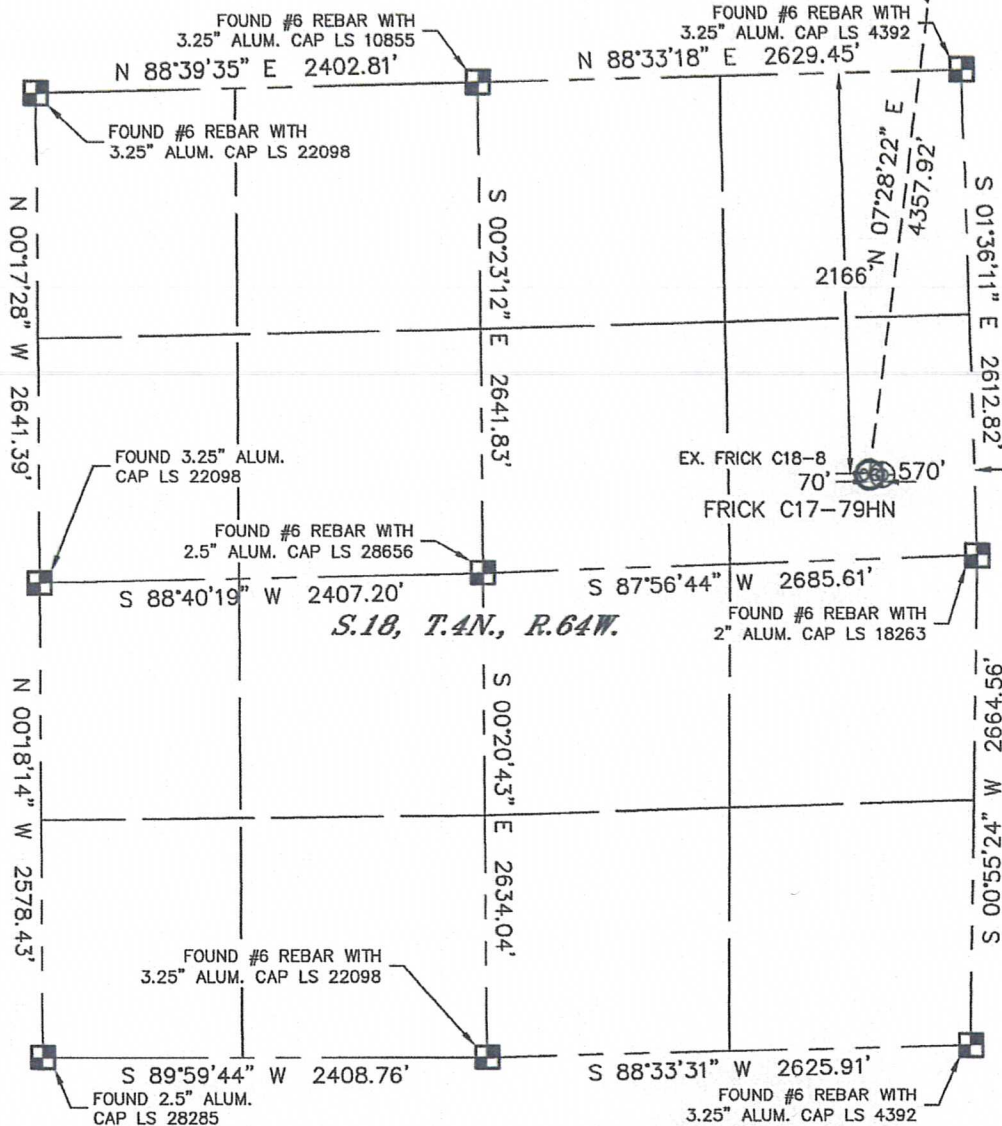 FOUND #6 REBAR WITH
3.25" ALUM. CAP LS 10855
FOUND #6 REBAR WITH
3.25" ALUM. CAP LS 4392
N 88°39'35" E 2402.81'
N 88°33'18" E 2629.45'
FOUND #6 REBAR WITH
3.25" ALUM. CAP LS 22098
N 00°17'28" W 2641.39'
S 00°23'12" E 2641.83'
N 07°28'22" E
4357.92'
S 01°36'11" E 2612.82'
2166'
FOUND 3.25" ALUM.
CAP LS 22098
EX. FRICK C18-8
70'
570'
FRICK C17-79HN
FOUND #6 REBAR WITH
2.5" ALUM. CAP LS 28656
S 88°40'19" W 2407.20'
S 87°56'44" W 2685.61'
S.18, T.4N., R.64W.
FOUND #6 REBAR WITH
2" ALUM. CAP LS 18263
N 00°18'14" W 2578.43'
S 00°20'43" E 2634.04'
S 00°55'24" W 2664.56'
FOUND #6 REBAR WITH
3.25" ALUM. CAP LS 22098
S 89°59'44" W 2408.76'
S 88°33'31" W 2625.91'
FOUND 2.5" ALUM.
CAP LS 28285
FOUND #6 REBAR WITH
3.25" ALUM. CAP LS 4392